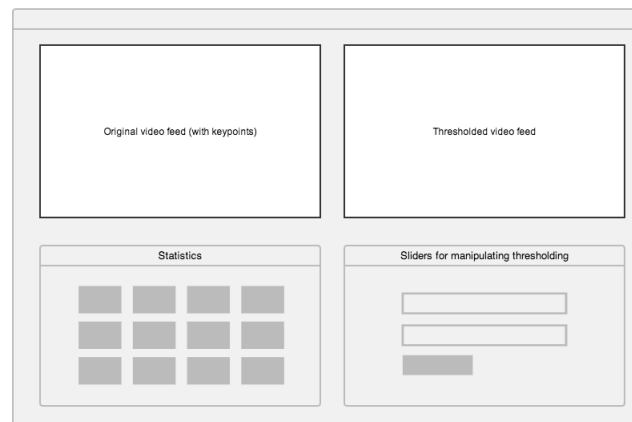 Original video feed (with keypoints)
Thresholded video feed
Statistics
Sliders for manipulating thresholding